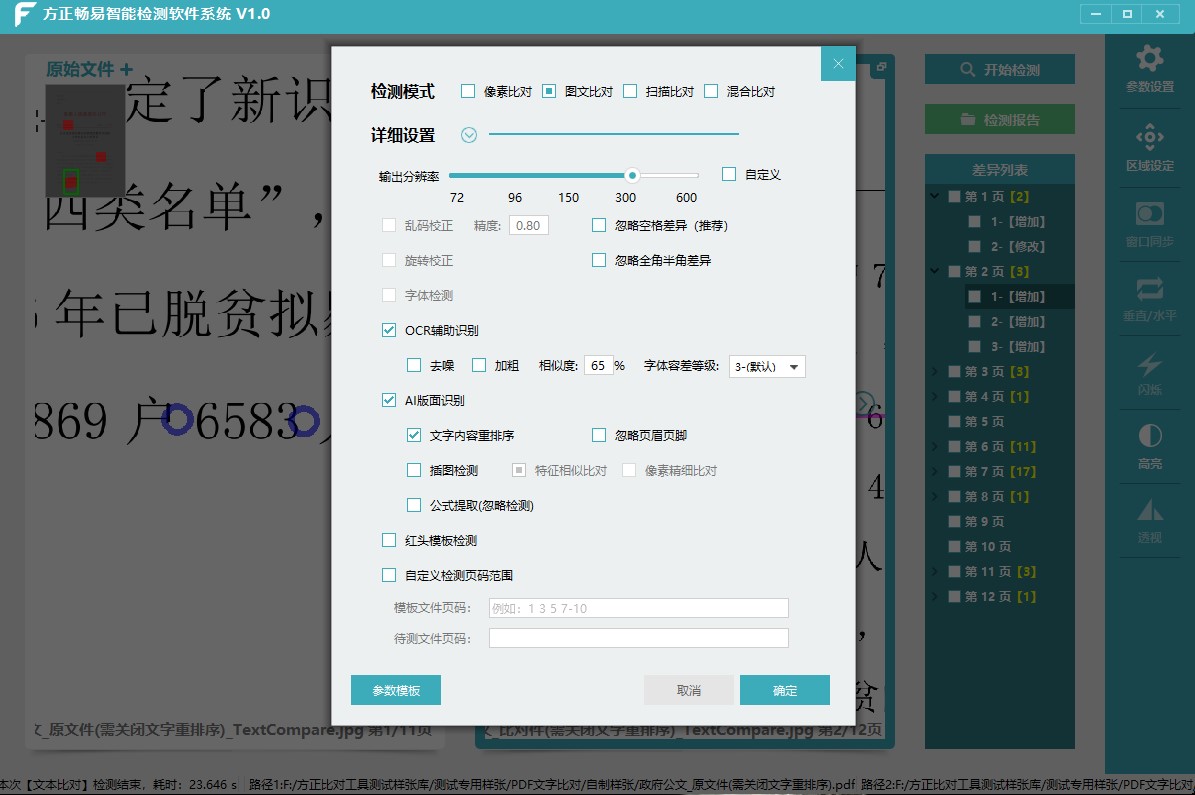 方正畅易智能检测软件系统 V1.0
原始文件
定了新识
四类名单”，
年已脱贫拟
869 户 6583
原文件(需关闭文字重排序)_TextCompare.jpg 第1/11页
检测模式
像素比对
图文比对
扫描比对
混合比对
详细设置
输出分辨率
自定义
72 96 150 300 600
乱码校正 精度: 0.80 忽略空格差异（推荐）
旋转校正 忽略全角半角差异
字体检测
OCR辅助识别
去噪 加粗 相似度: 65 % 字体容差等级: 3-(默认)
AI版面识别
文字内容重排序 忽略页眉页脚
插图检测 特征相似比对 像素精细比对
公式提取(忽略检测)
红头模板检测
自定义检测页码范围
模板文件页码: 例如: 1 3 5 7-10
待测文件页码:
参数模板 取消 确定
7
6
4
人
，
贫
比对件(需关闭文字重排序)_TextCompare.jpg 第2/12页
开始检测
检测报告
差异列表
第 1 页 【2】
1-【增加】
2-【修改】
第 2 页 【3】
1-【增加】
2-【增加】
3-【增加】
第 3 页 【3】
第 4 页 【1】
第 5 页
第 6 页 【11】
第 7 页 【17】
第 8 页 【1】
第 9 页
第 10 页
第 11 页 【3】
第 12 页 【1】
参数设置
区域设定
窗口同步
垂直/水平
闪烁
高亮
透视
本次【文本比对】检测结束，耗时：23.646 s 路径1:F:/方正比对工具测试样张库/测试专用样张/PDF文字比对/自制样张/政府公文_原文件(需关闭文字重排序).pdf 路径2:F:/方正比对工具测试样张库/测试专用样张/PDF文字比对